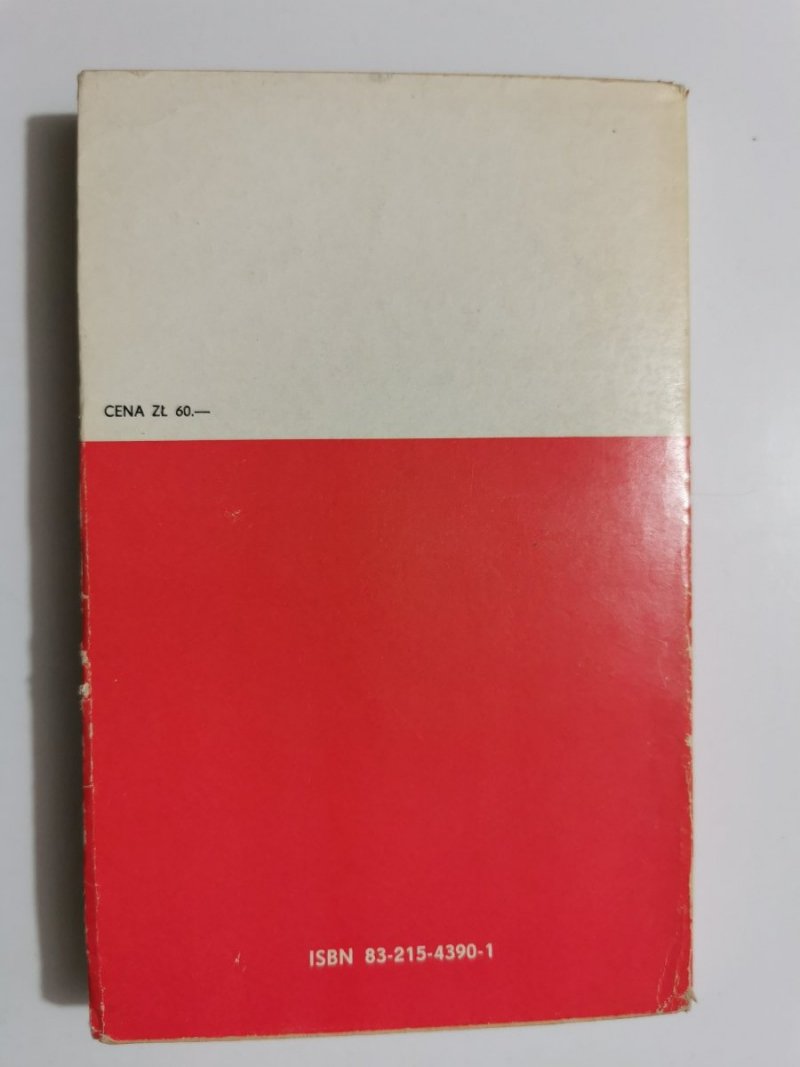 CENA ZŁ 60.—
ISBN 83-215-4390-1